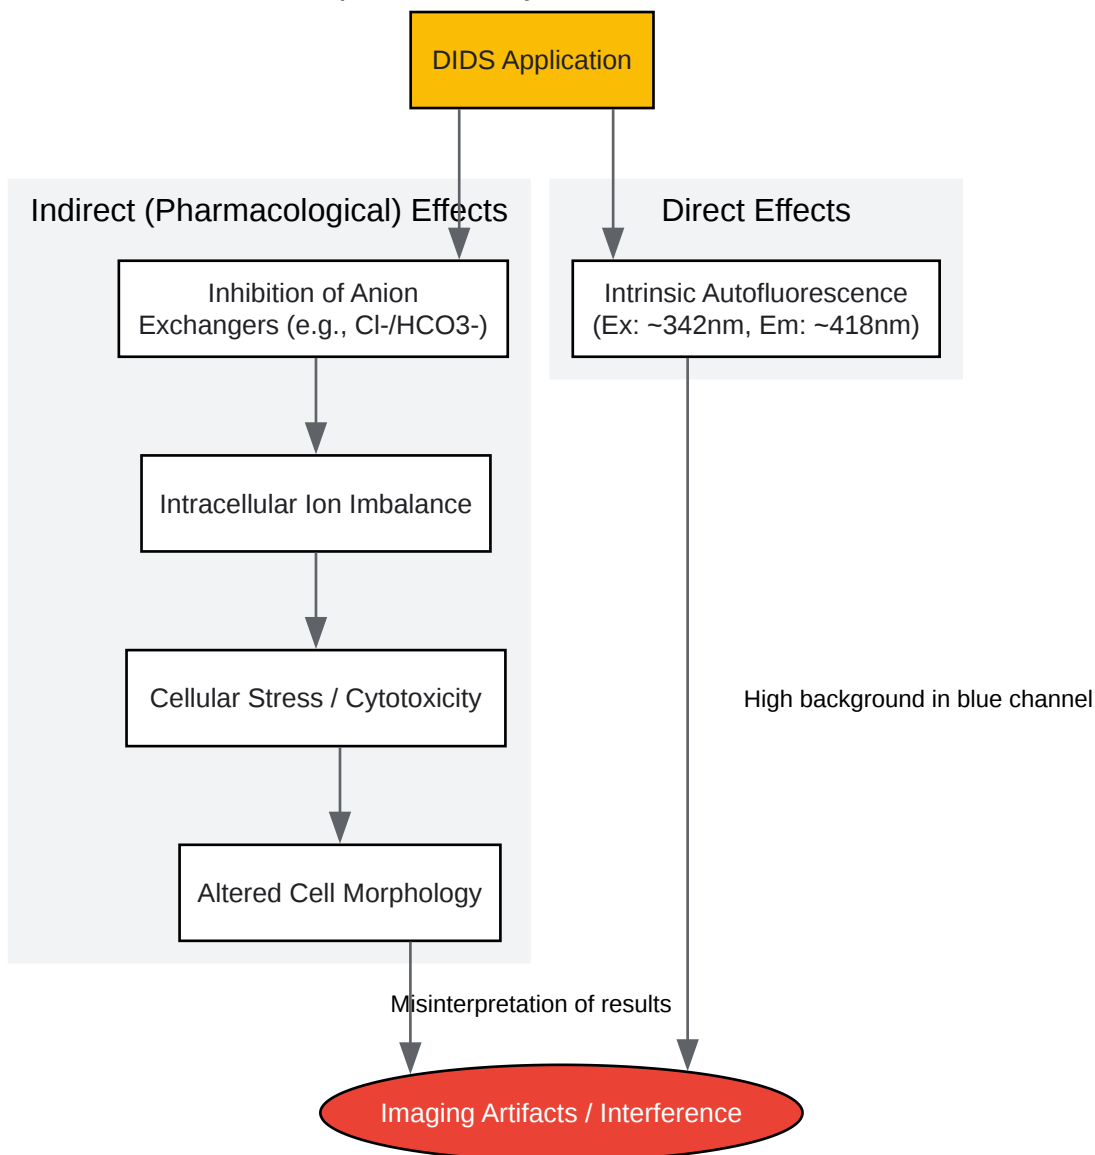 DIDS Application
Indirect (Pharmacological) Effects
Direct Effects
Inhibition of Anion
Exchangers (e.g., Cl-/HCO3-)
Intrinsic Autofluorescence
(Ex: ~342nm, Em: ~418nm)
Intracellular Ion Imbalance
Cellular Stress / Cytotoxicity
High background in blue channel
Altered Cell Morphology
Misinterpretation of results
Imaging Artifacts / Interference